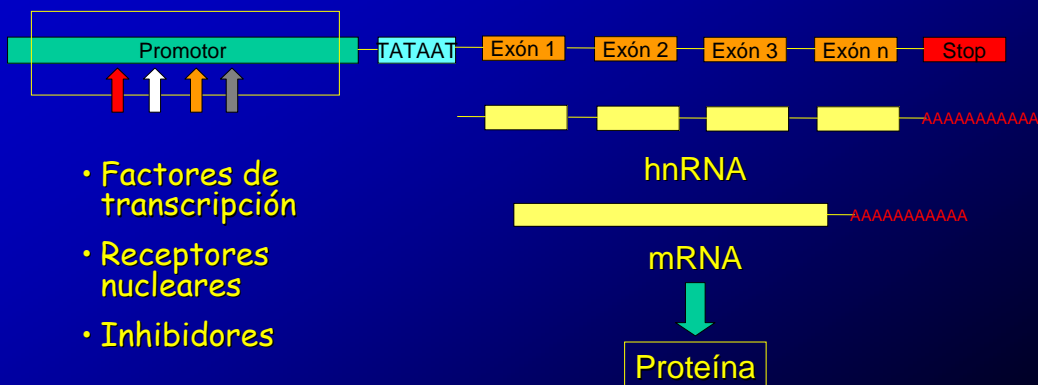 Promotor TATAAT Exón 1 Exón 2 Exón 3 Exón n Stop
AAAAAAAAAAA
hnRNA
AAAAAAAAAAA
mRNA
Proteína
• Factores de
transcripción
• Receptores
nucleares
• Inhibidores